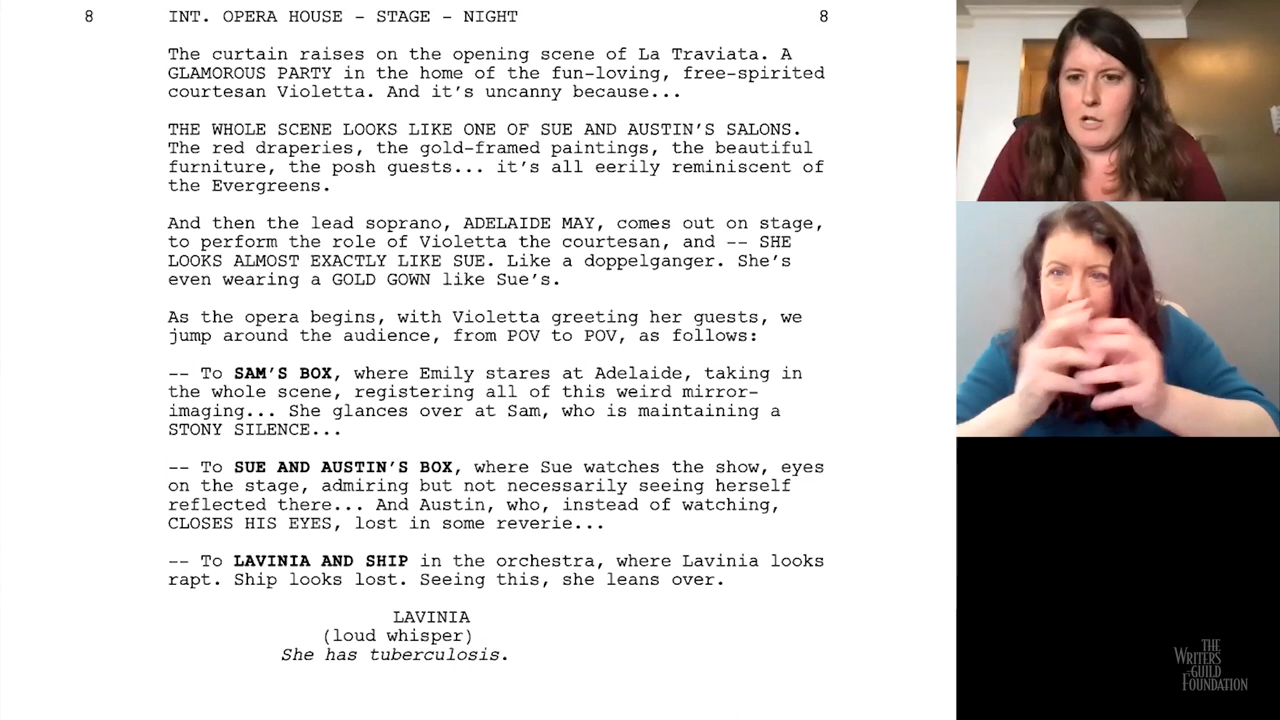 8 INT. OPERA HOUSE – STAGE – NIGHT 8
The curtain raises on the opening scene of La Traviata. A
GLAMOROUS PARTY in the home of the fun-loving, free-spirited
courtesan Violetta. And it's uncanny because...
THE WHOLE SCENE LOOKS LIKE ONE OF SUE AND AUSTIN'S SALONS.
The red draperies, the gold-framed paintings, the beautiful
furniture, the posh guests... it's all eerily reminiscent of
the Evergreens.
And then the lead soprano, ADELAIDE MAY, comes out on stage,
to perform the role of Violetta the courtesan, and -- SHE
LOOKS ALMOST EXACTLY LIKE SUE. Like a doppelganger. She's
even wearing a GOLD GOWN like Sue's.
As the opera begins, with Violetta greeting her guests, we
jump around the audience, from POV to POV, as follows:
-- To SAM'S BOX, where Emily stares at Adelaide, taking in
the whole scene, registering all of this weird mirror-
imaging... She glances over at Sam, who is maintaining a
STONY SILENCE...
-- To SUE AND AUSTIN'S BOX, where Sue watches the show, eyes
on the stage, admiring but not necessarily seeing herself
reflected there... And Austin, who, instead of watching,
CLOSES HIS EYES, lost in some reverie...
-- To LAVINIA AND SHIP in the orchestra, where Lavinia looks
rapt. Ship looks lost. Seeing this, she leans over.
LAVINIA
(loud whisper)
She has tuberculosis.
THE
WRITERS
GUILD
FOUNDATION